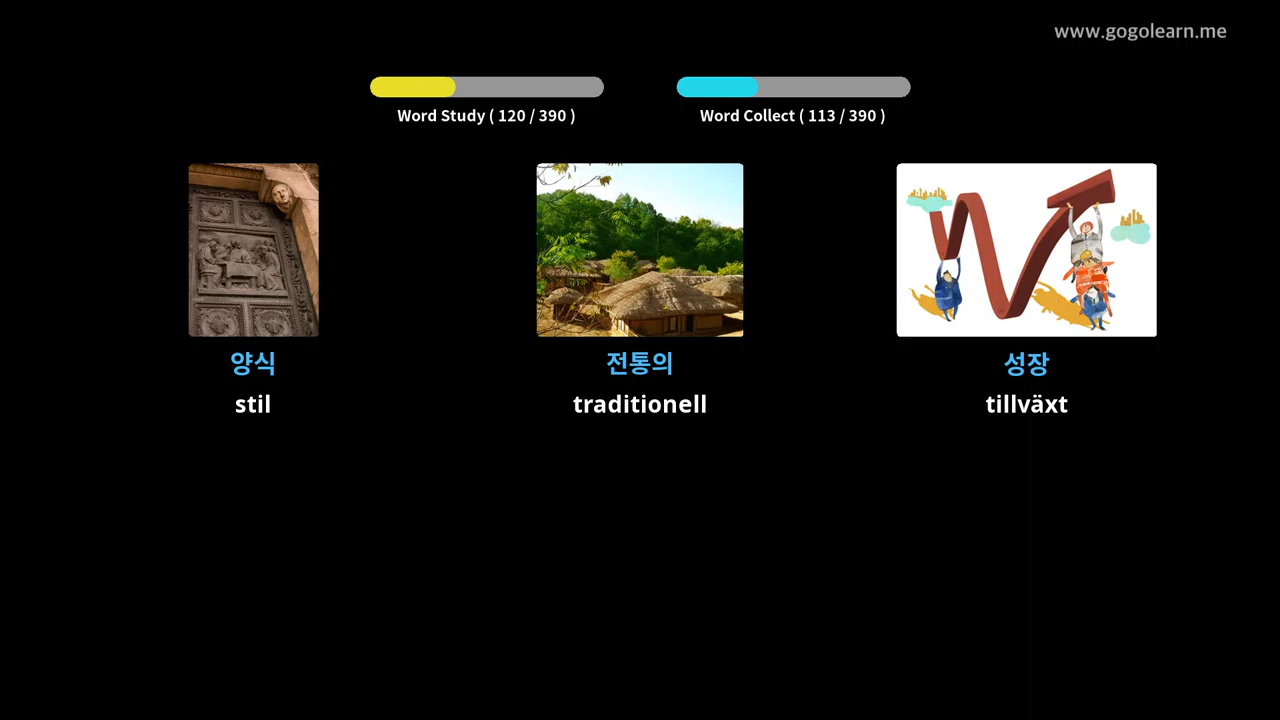 www.gogolearn.me
Word Study ( 120 / 390 )
Word Collect ( 113 / 390 )
양식
전통의
성장
stil
traditionell
tillväxt